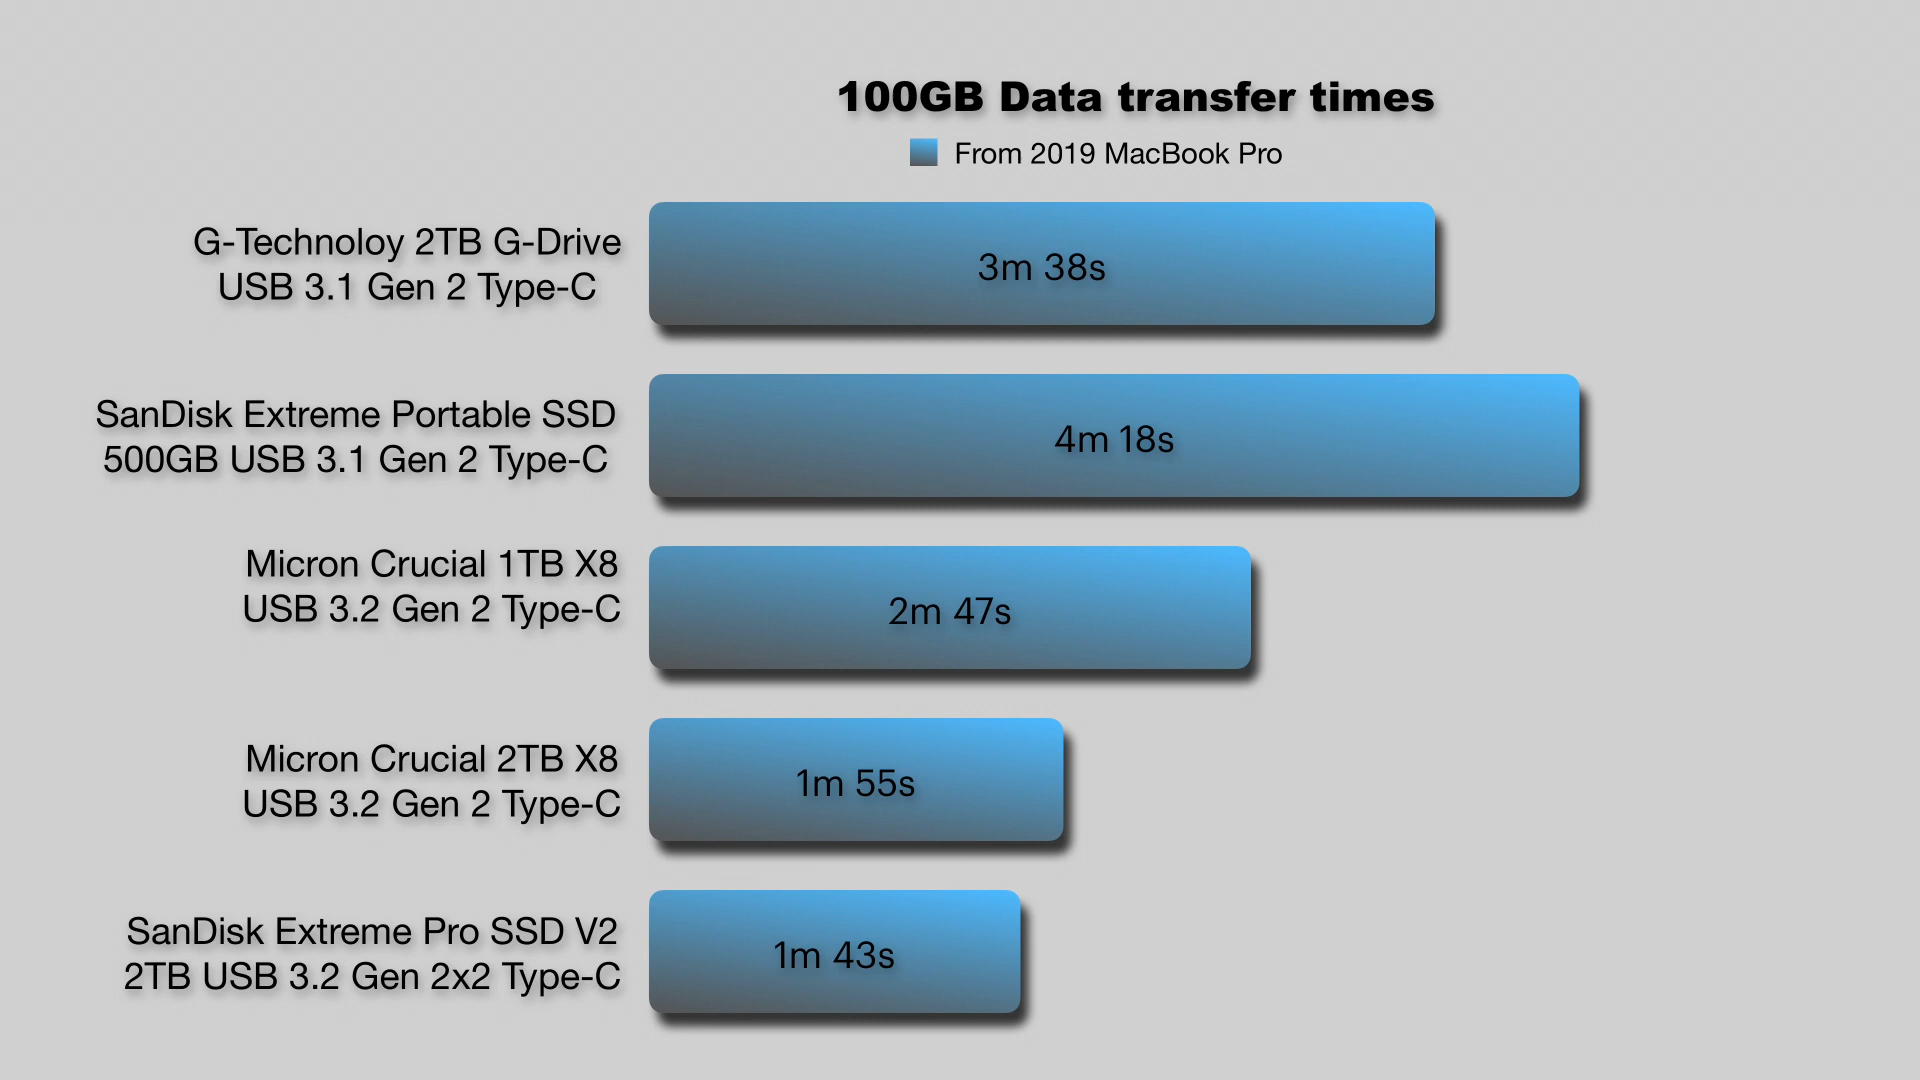 100GB Data transfer times
From 2019 MacBook Pro
G-Technoloy 2TB G-Drive
USB 3.1 Gen 2 Type-C
3m 38s
SanDisk Extreme Portable SSD
500GB USB 3.1 Gen 2 Type-C
4m 18s
Micron Crucial 1TB X8
USB 3.2 Gen 2 Type-C
2m 47s
Micron Crucial 2TB X8
USB 3.2 Gen 2 Type-C
1m 55s
SanDisk Extreme Pro SSD V2
2TB USB 3.2 Gen 2x2 Type-C
1m 43s